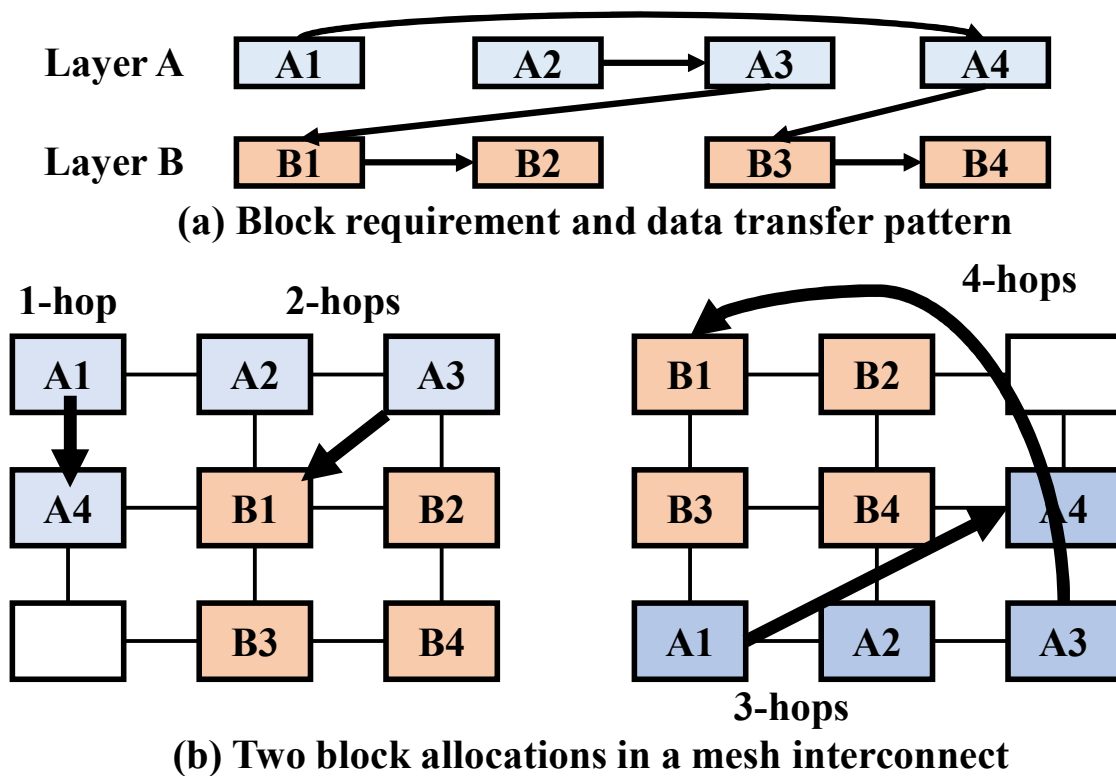 Layer A A1 A2 A3 A4
Layer B B1 B2 B3 B4
(a) Block requirement and data transfer pattern
1-hop 2-hops
A1 A2 A3
A4 B1 B2
B3 B4
4-hops
B1 B2
B3 B4 A4
A1 A2 A3
3-hops
(b) Two block allocations in a mesh interconnect